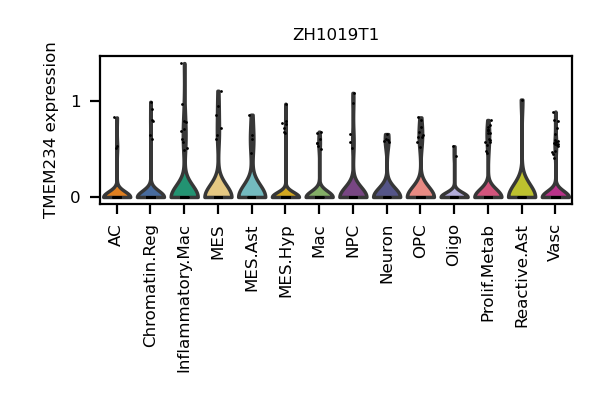 ZH1019T1
TMEM234 expression
1
0
AC
Chromatin.Reg
Inflammatory.Mac
MES
MES.Ast
MES.Hyp
Mac
NPC
Neuron
OPC
Oligo
Prolif.Metab
Reactive.Ast
Vasc